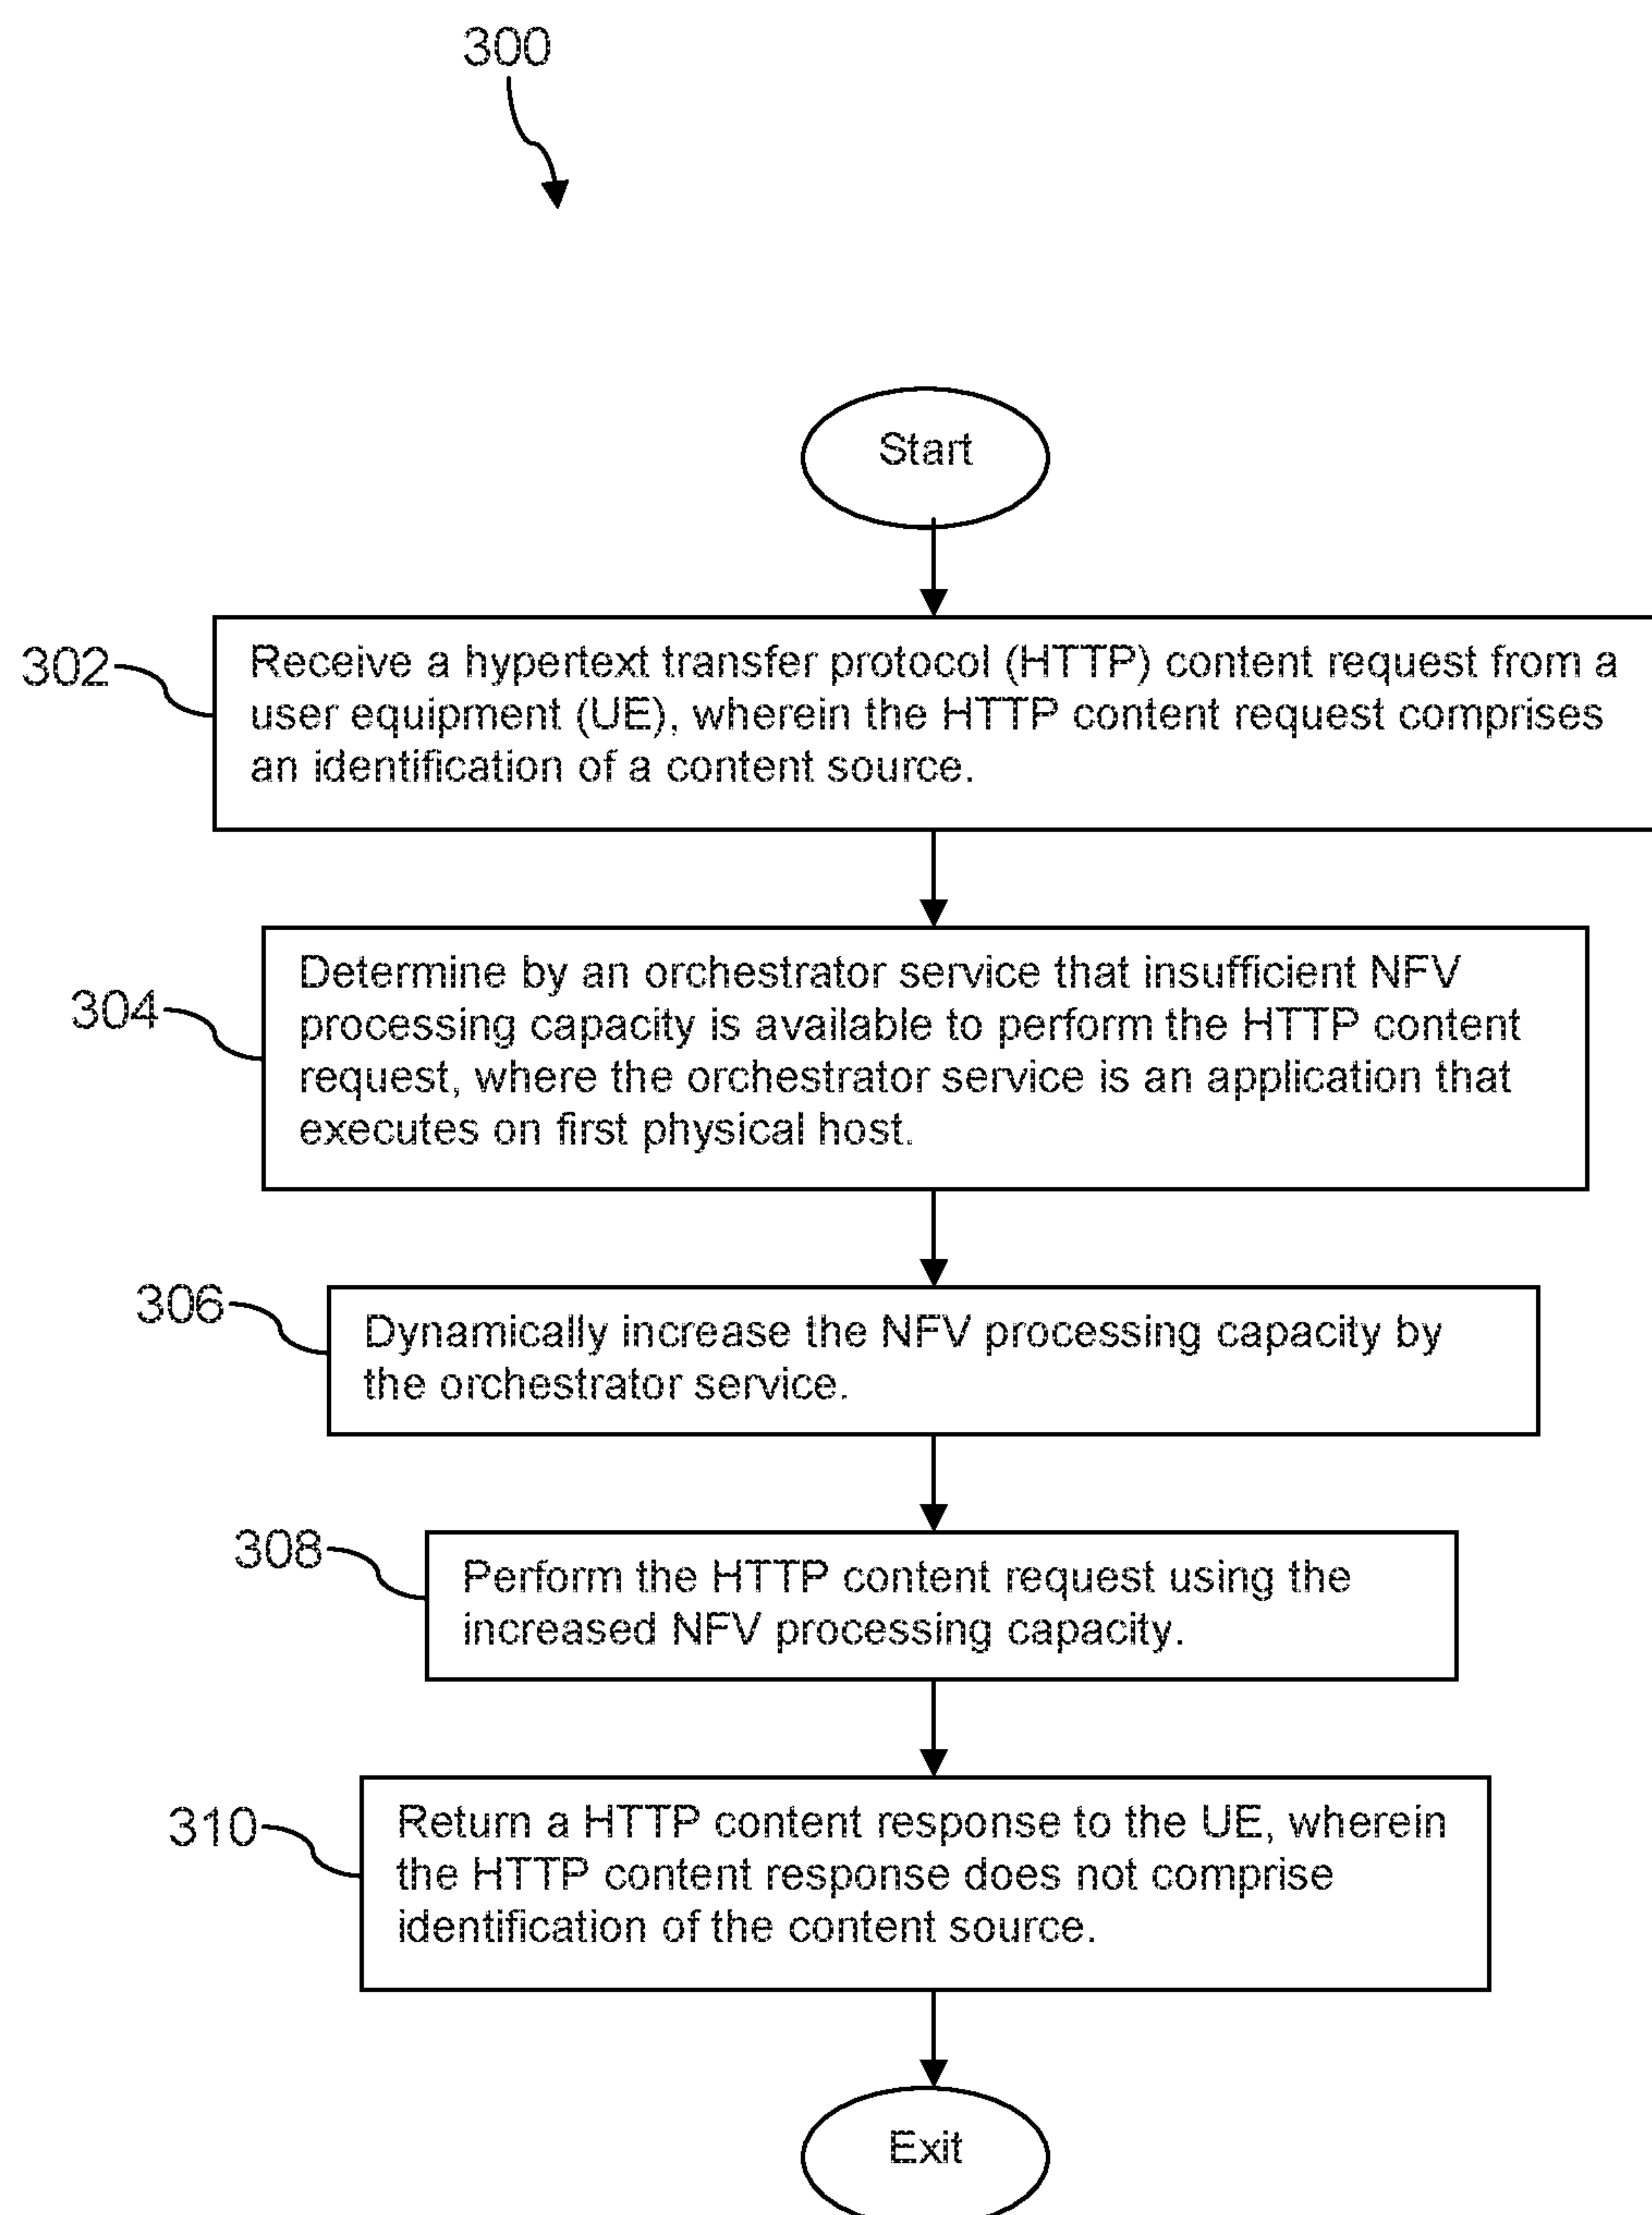 300
Start
302
Receive a hypertext transfer protocol (HTTP) content request from a
user equipment (UE), wherein the HTTP content request comprises
an identification of a content source.
304
Determine by an orchestrator service that insufficient NFV
processing capacity is available to perform the HTTP content
request, where the orchestrator service is an application that
executes on first physical host.
306
Dynamically increase the NFV processing capacity by
the orchestrator service.
308
Perform the HTTP content request using the
increased NFV processing capacity.
310
Return a HTTP content response to the UE, wherein
the HTTP content response does not comprise
identification of the content source.
Exit